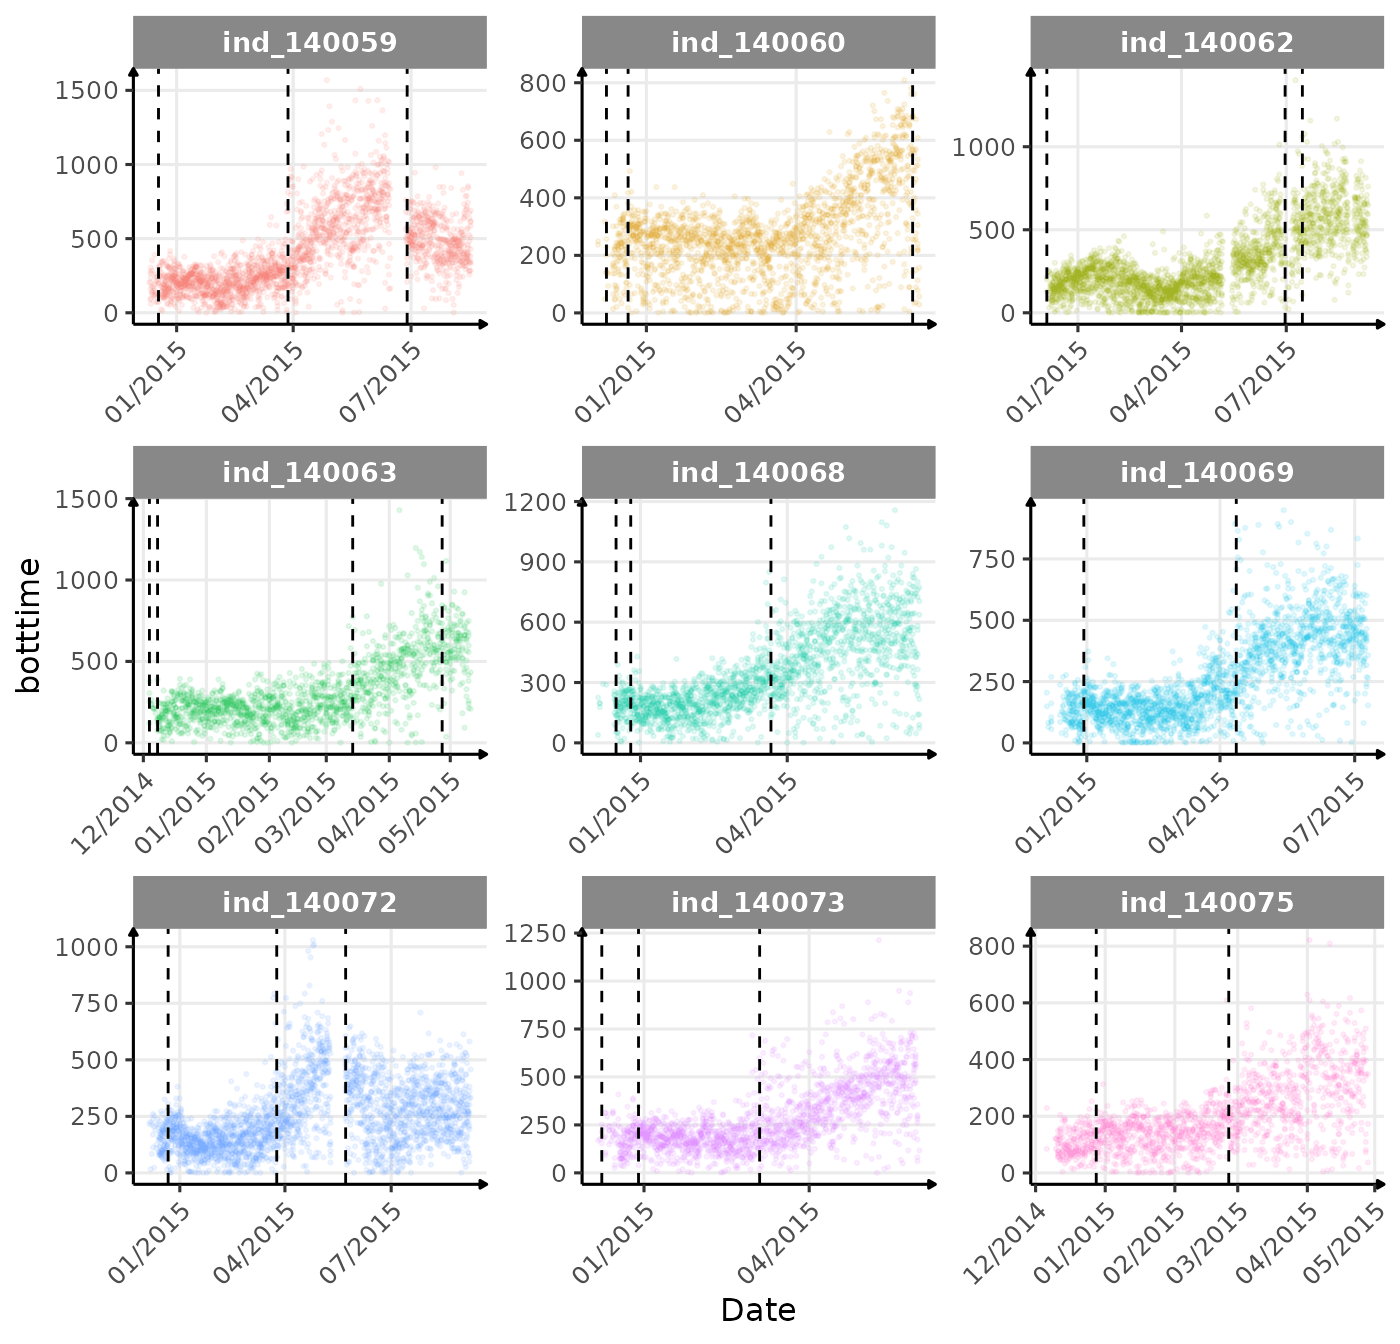 ind_140059 ind_140060 ind_140062
1500 1000 500 0
800 600 400 200 0
1000 500 0
01/2015 04/2015 07/2015
01/2015 04/2015
01/2015 04/2015 07/2015
ind_140063 ind_140068 ind_140069
1500 1000 500 0
1200 900 600 300 0
750 500 250 0
12/2014 01/2015 02/2015 03/2015 04/2015 05/2015
01/2015 04/2015
01/2015 04/2015 07/2015
botttime
ind_140072 ind_140073 ind_140075
1000 750 500 250 0
1250 1000 750 500 250 0
800 600 400 200 0
01/2015 04/2015 07/2015
01/2015 04/2015
12/2014 01/2015 02/2015 03/2015 04/2015 05/2015
Date